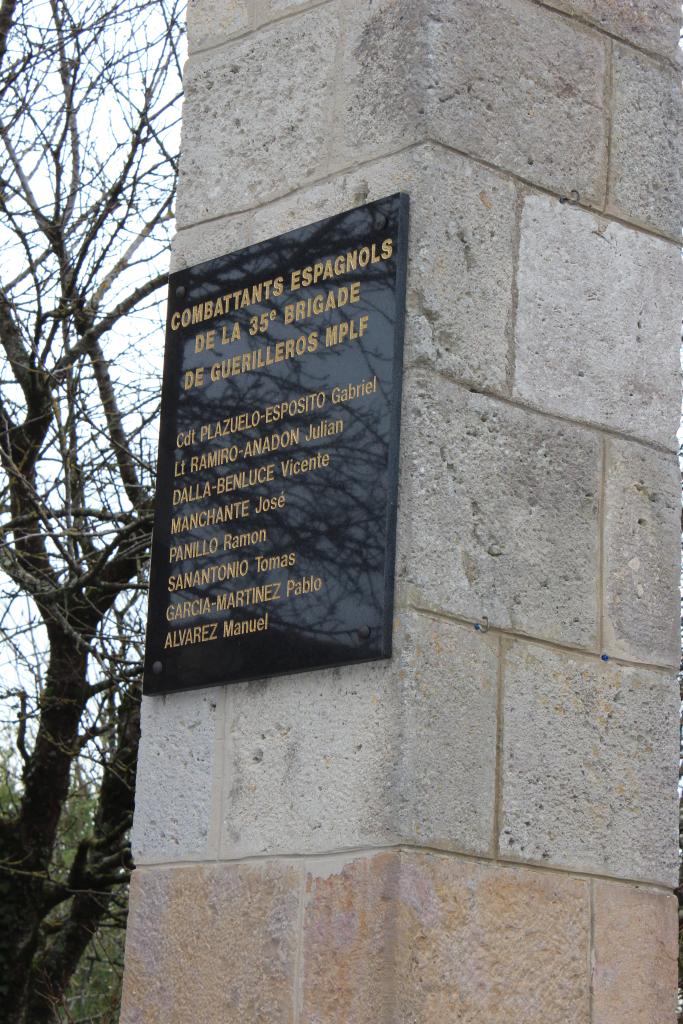 COMBATTANTS ESPAGNOLS
DE LA 35e BRIGADE
DE GUERILLEROS MPLF
Cdt PLAZUELO-ESPOSITO Gabriel
Lt RAMIRO-ANADON Julian
DALLA-BENLUCE Vicente
MANCHANTE José
PANILLO Ramon
SANANTONIO Tomas
GARCIA-MARTINEZ Pablo
ALVAREZ Manuel